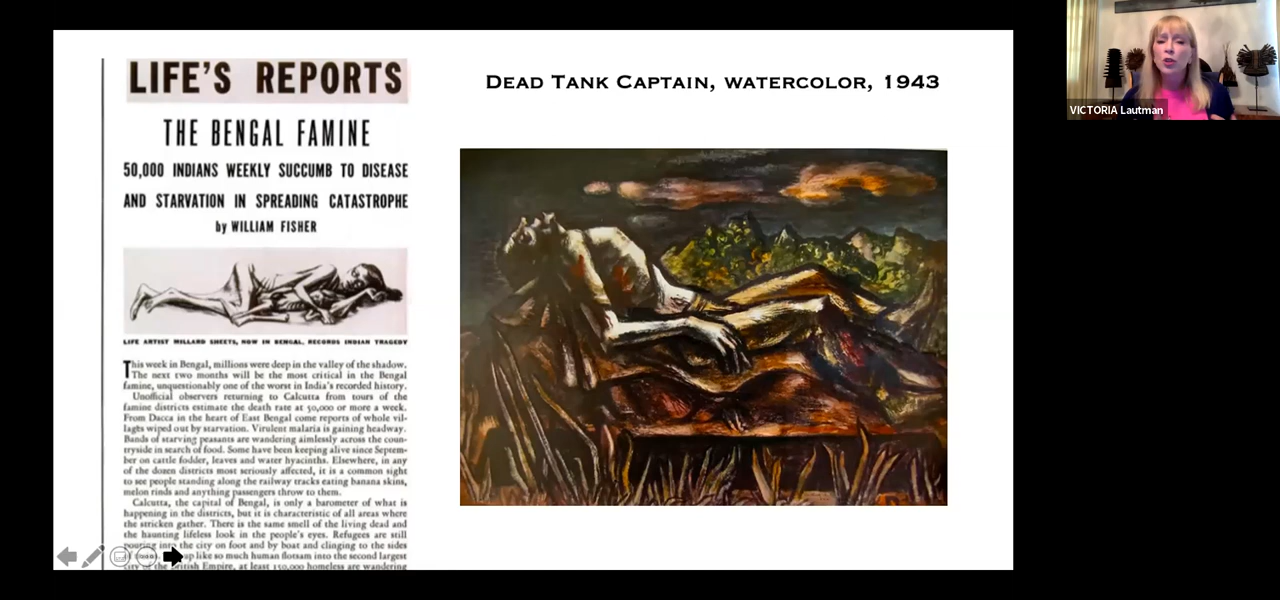 LIFE'S REPORTS
THE BENGAL FAMINE
50,000 INDIANS WEEKLY SUCCUMB TO DISEASE
AND STARVATION IN SPREADING CATASTROPHE
by WILLIAM FISHER
LIFE ARTIST MILLARD SHEETS, NOW IN BENGAL, RECORDS INDIAN TRAGEDY
This week in Bengal, millions were deep in the valley of the shadow.
The next two months will be the most critical in the Bengal
famine, unquestionably one of the worst in India's recorded history.
Unofficial observers returning to Calcutta from tours of the
famine districts estimate the death rate at 50,000 or more a week.
From Dacca in the heart of East Bengal come reports of whole vil-
lages wiped out by starvation. Virulent malaria is gaining headway.
Bands of starving peasants are wandering aimlessly across the coun-
tryside in search of food. Some have been keeping alive since Septem-
ber on cattle fodder, leaves and water hyacinths. Elsewhere, in any
of the dozen districts most seriously affected, it is a common sight
to see people standing along the railway tracks eating banana skins,
melon rinds and anything passengers throw to them.
Calcutta, the capital of Bengal, is only a barometer of what is
happening in the districts, but it is characteristic of all areas where
the stricken gather. There is the same smell of the living dead and
the haunting lifeless look in the people's eyes. Refugees are still
pouring into the city on foot and by boat and clinging to the sides
up like so much human flotsam into the second largest
city of the British Empire, at least 150,000 homeless are wandering
Dead Tank Captain, watercolor, 1943
VICTORIA Lautman